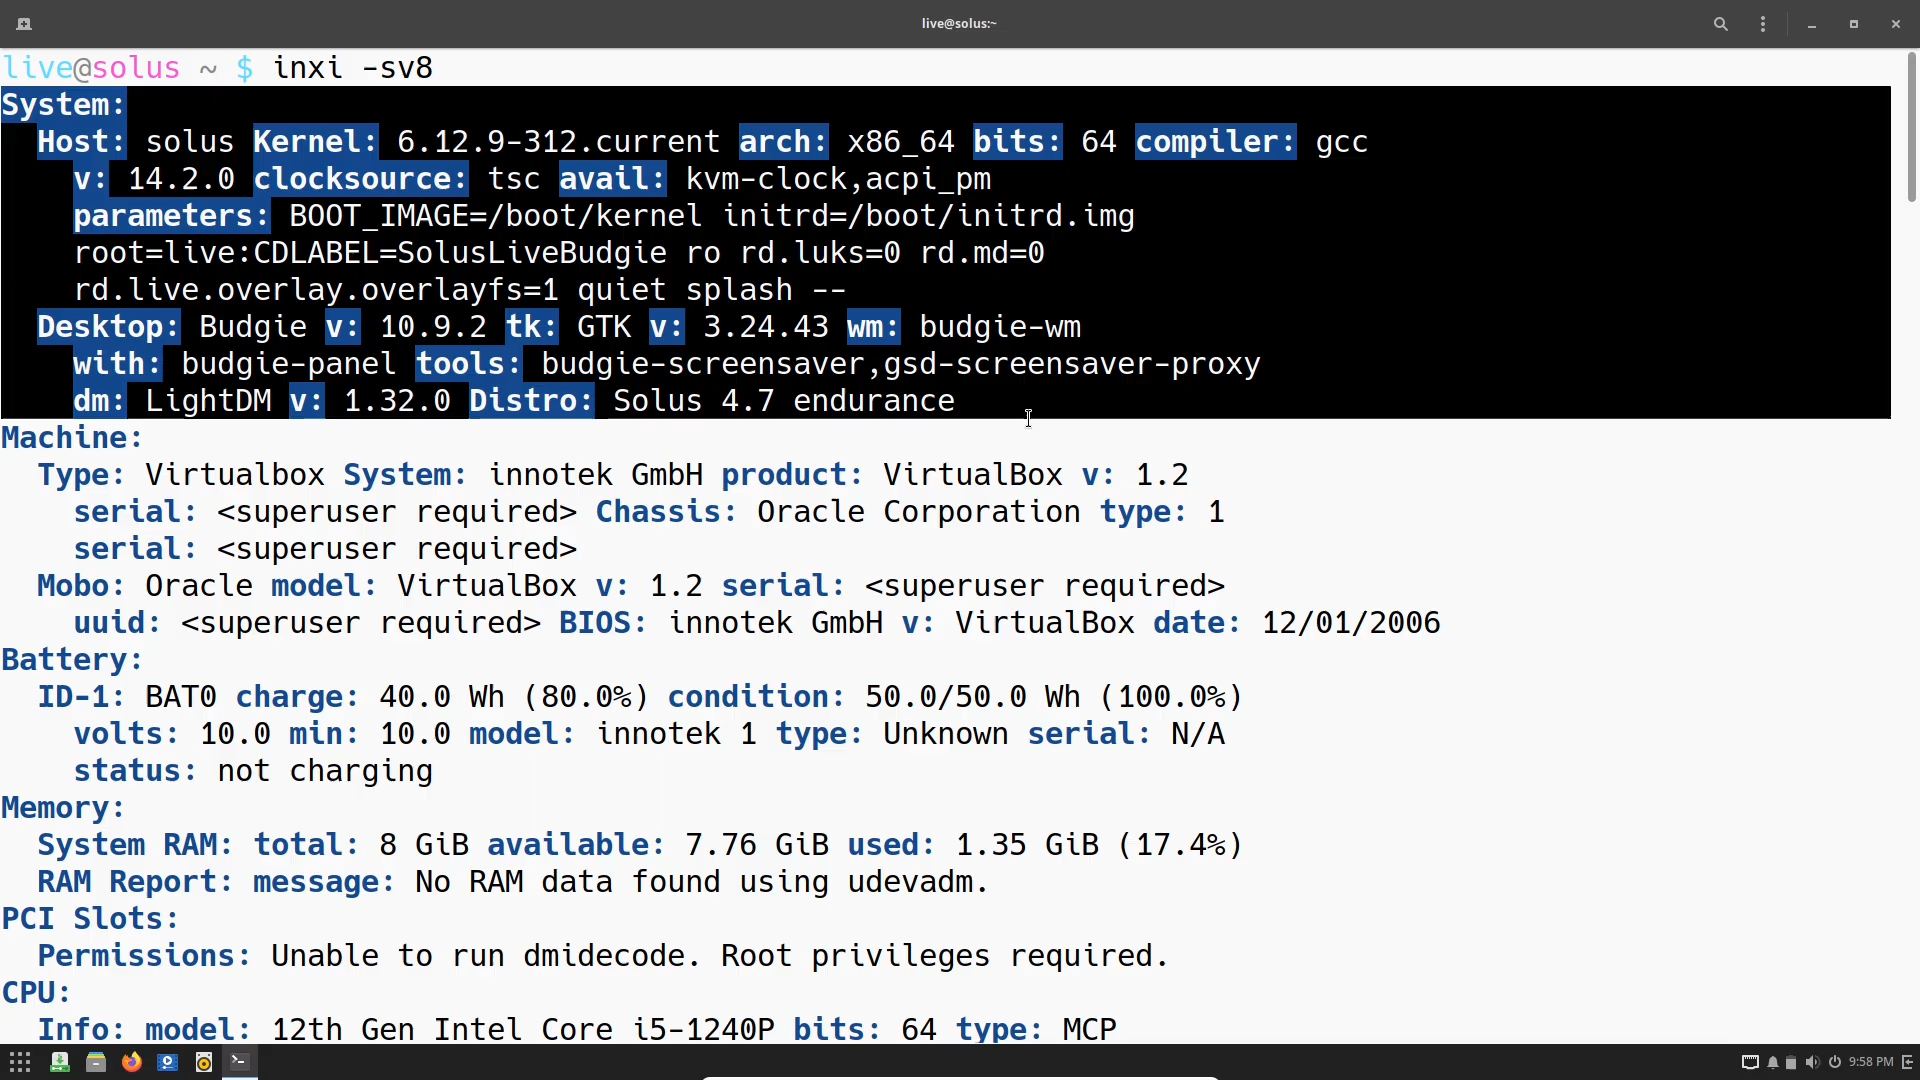 live@solus:~
live@solus ~ $ inxi -sv8
System:
Host: solus Kernel: 6.12.9-312.current arch: x86_64 bits: 64 compiler: gcc
v: 14.2.0 clocksource: tsc avail: kvm-clock,acpi_pm
parameters: BOOT_IMAGE=/boot/kernel initrd=/boot/initrd.img
root=live:CDLABEL=SolusLiveBudgie ro rd.luks=0 rd.md=0
rd.live.overlay.overlayfs=1 quiet splash --
Desktop: Budgie v: 10.9.2 tk: GTK v: 3.24.43 wm: budgie-wm
with: budgie-panel tools: budgie-screensaver,gsd-screensaver-proxy
dm: LightDM v: 1.32.0 Distro: Solus 4.7 endurance
Machine:
Type: Virtualbox System: innotek GmbH product: VirtualBox v: 1.2
serial: <superuser required> Chassis: Oracle Corporation type: 1
serial: <superuser required>
Mobo: Oracle model: VirtualBox v: 1.2 serial: <superuser required>
uuid: <superuser required> BIOS: innotek GmbH v: VirtualBox date: 12/01/2006
Battery:
ID-1: BAT0 charge: 40.0 Wh (80.0%) condition: 50.0/50.0 Wh (100.0%)
volts: 10.0 min: 10.0 model: innotek 1 type: Unknown serial: N/A
status: not charging
Memory:
System RAM: total: 8 GiB available: 7.76 GiB used: 1.35 GiB (17.4%)
RAM Report: message: No RAM data found using udevadm.
PCI Slots:
Permissions: Unable to run dmidecode. Root privileges required.
CPU:
Info: model: 12th Gen Intel Core i5-1240P bits: 64 type: MCP
9:58 PM